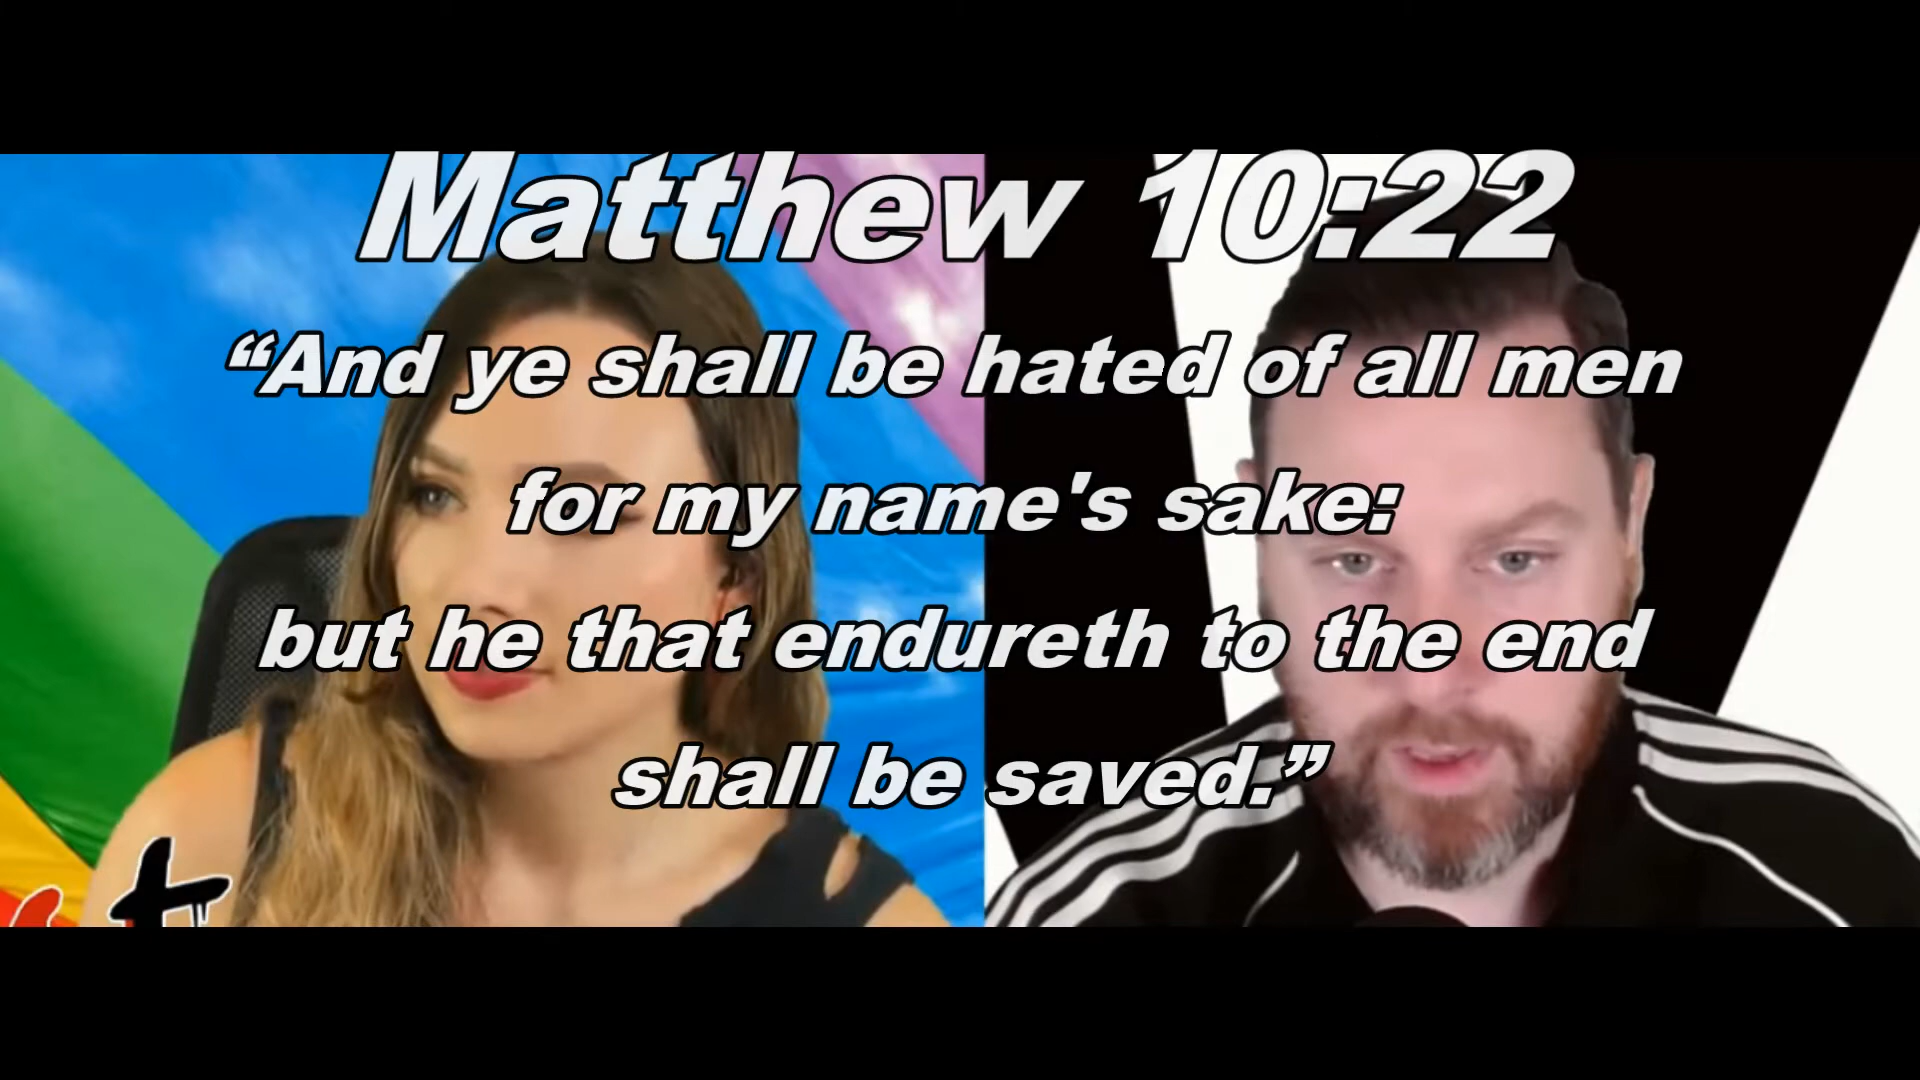 Matthew 10:22
“And ye shall be hated of all men
for my name's sake:
but he that endureth to the end
shall be saved.”